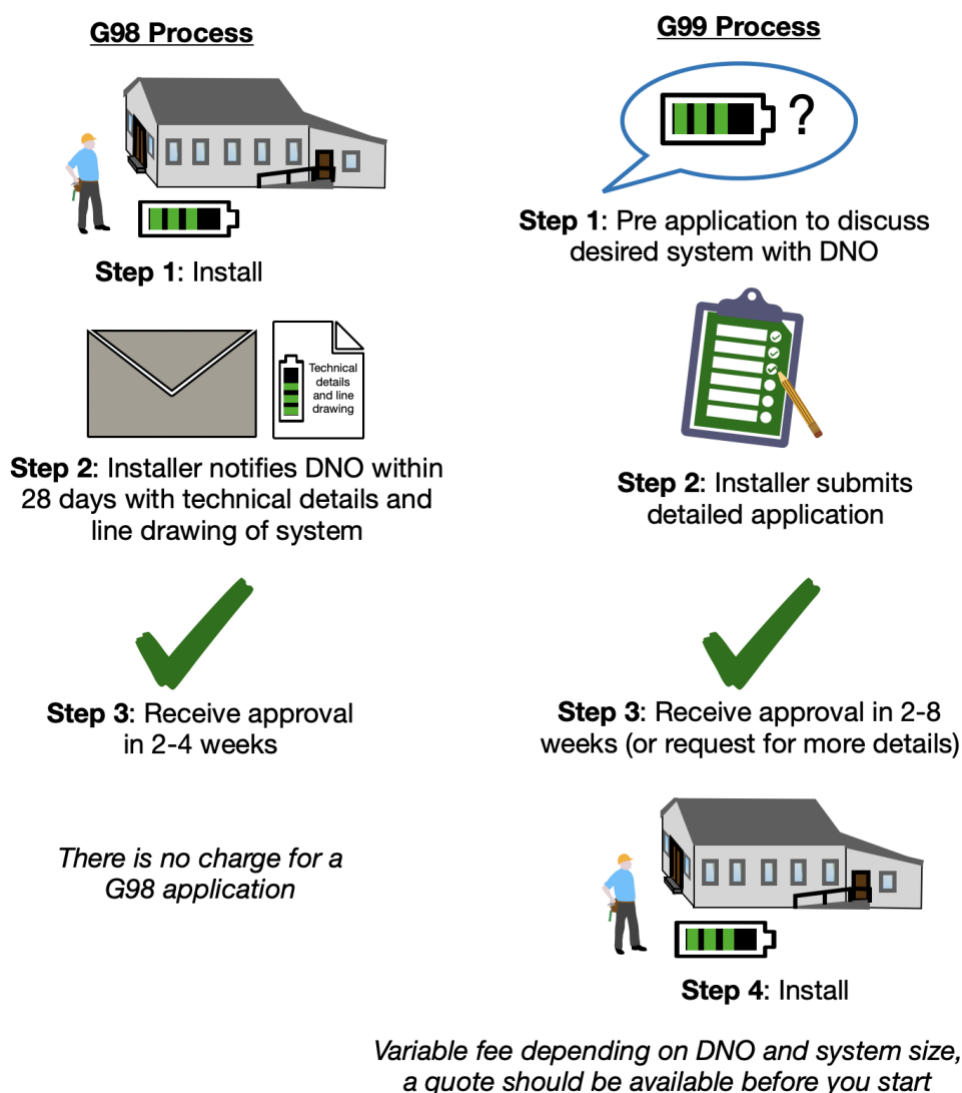 G98 Process
Step 1: Install
Technical
details
and line
drawing
Step 2: Installer notifies DNO within
28 days with technical details and
line drawing of system
Step 3: Receive approval
in 2-4 weeks
There is no charge for a
G98 application
G99 Process
?
Step 1: Pre application to discuss
desired system with DNO
Step 2: Installer submits
detailed application
Step 3: Receive approval in 2-8
weeks (or request for more details)
Step 4: Install
Variable fee depending on DNO and system size,
a quote should be available before you start